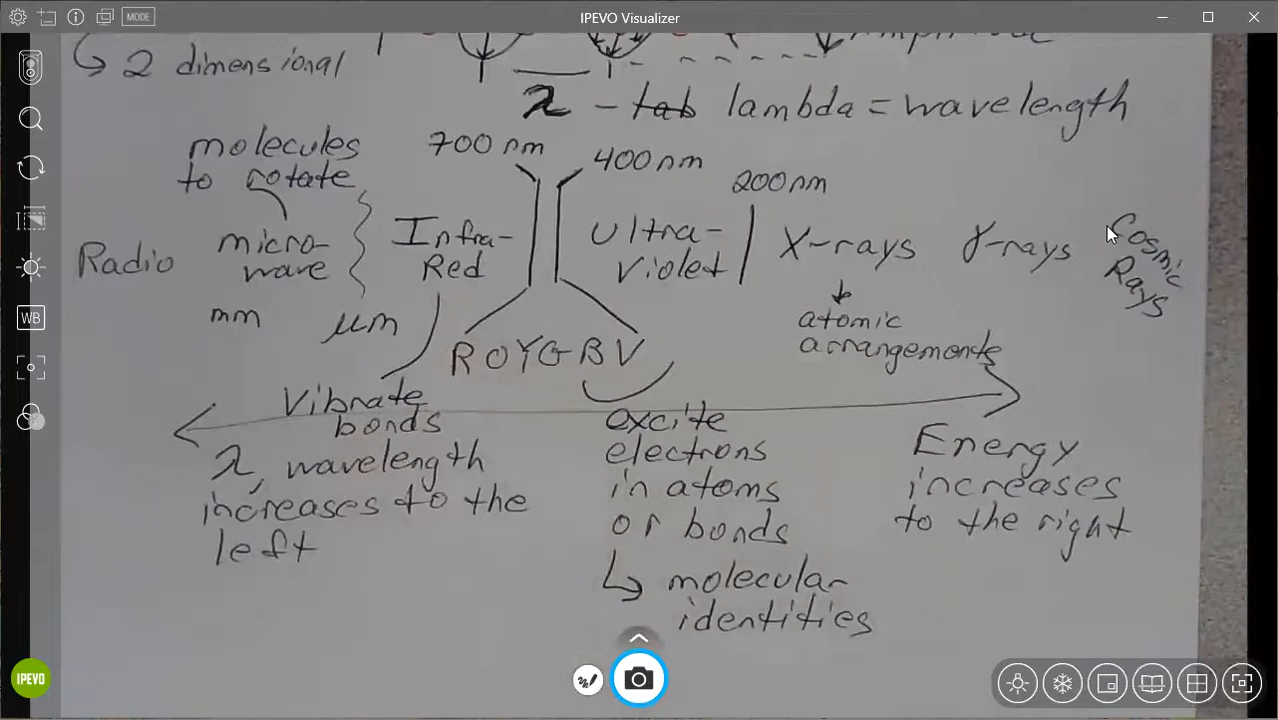 IPEVO Visualizer
MODE
2 dimensional
λ - tab lambda = wavelength
molecules
to rotate
700 nm
400 nm
200 nm
Radio
micro-
wave
Infra-
Red
Ultra-
Violet
X-rays
γ-rays
Cosmic
Rays
mm
μm
ROYGBV
atomic
arrangements
Vibrate
bonds
λ, wavelength
increases to the
left
excite
electrons
in atoms
or bonds
↳ molecular
identities
Energy
increases
to the right
WB
IPEVO